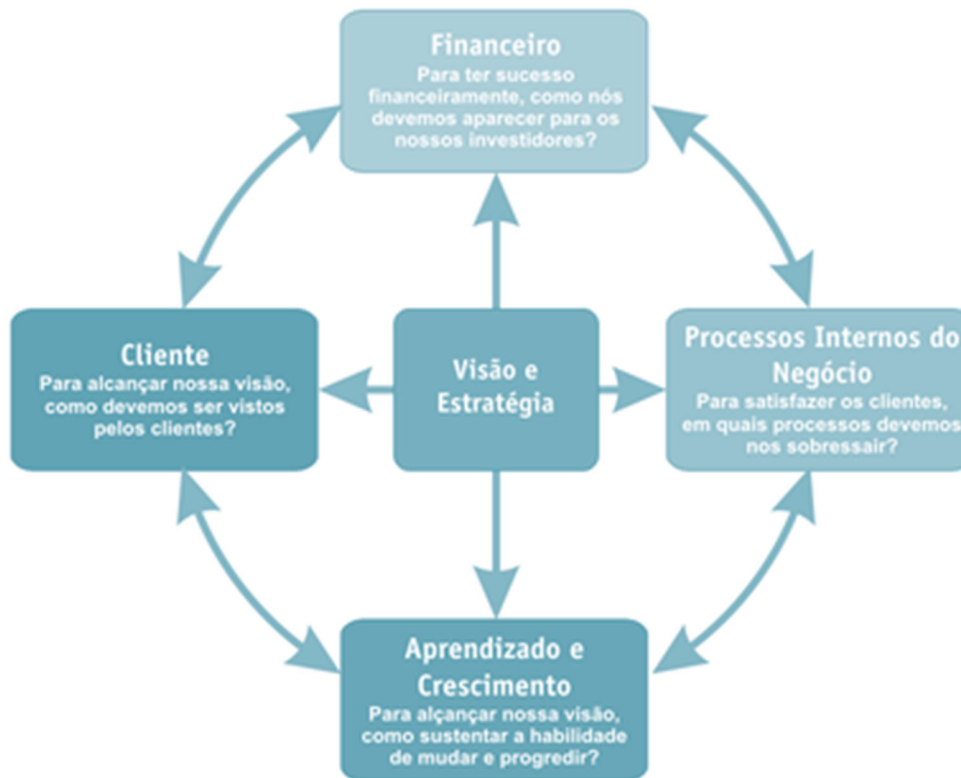 Financeiro
Para ter sucesso
financeiramente, como nós
devemos aparecer para os
nossos investidores?
Cliente
Para alcançar nossa visão,
como devemos ser vistos
pelos clientes?
Visão e
Estratégia
Processos Internos do
Negócio
Para satisfazer os clientes,
em quais processos devemos
nos sobressair?
Aprendizado e
Crescimento
Para alçançar nossa visão,
como sustentar a habilidade
de mudar e progredir?